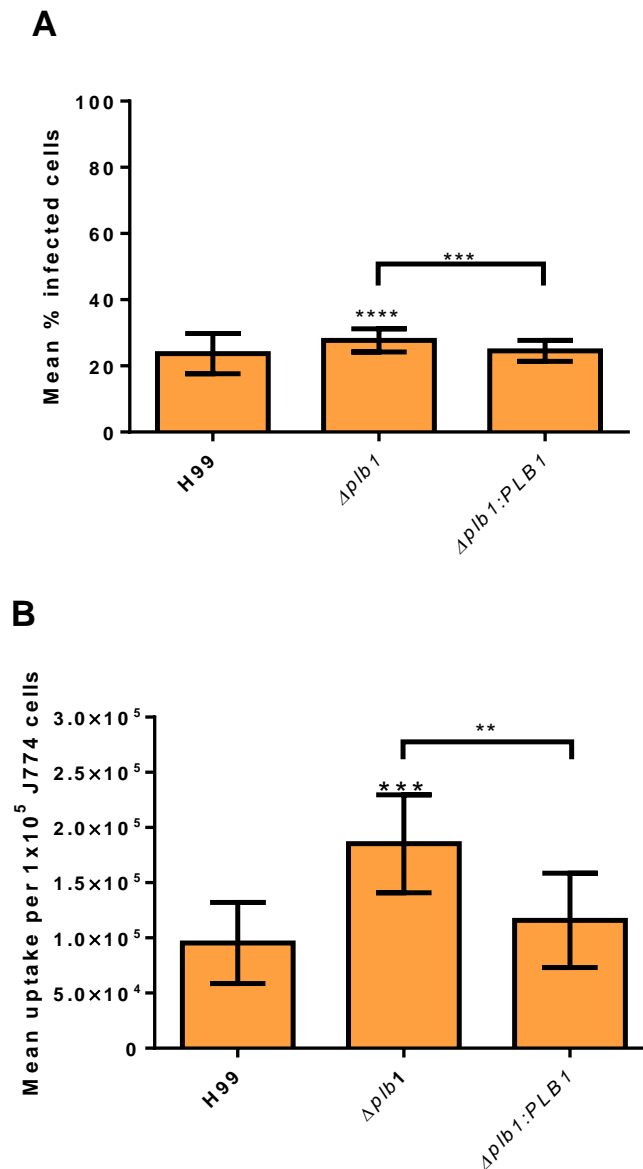 A
Mean % infected cells
100
80
60
40
20
0
***
****
H99
Δplb1
Δplb1:PLB1
B
Mean uptake per 1x10⁵ J774 cells
3.0×10⁵
2.5×10⁵
2.0×10⁵
1.5×10⁵
1.0×10⁵
5.0×10⁴
0
**
***
H99
Δplb1
Δplb1:PLB1